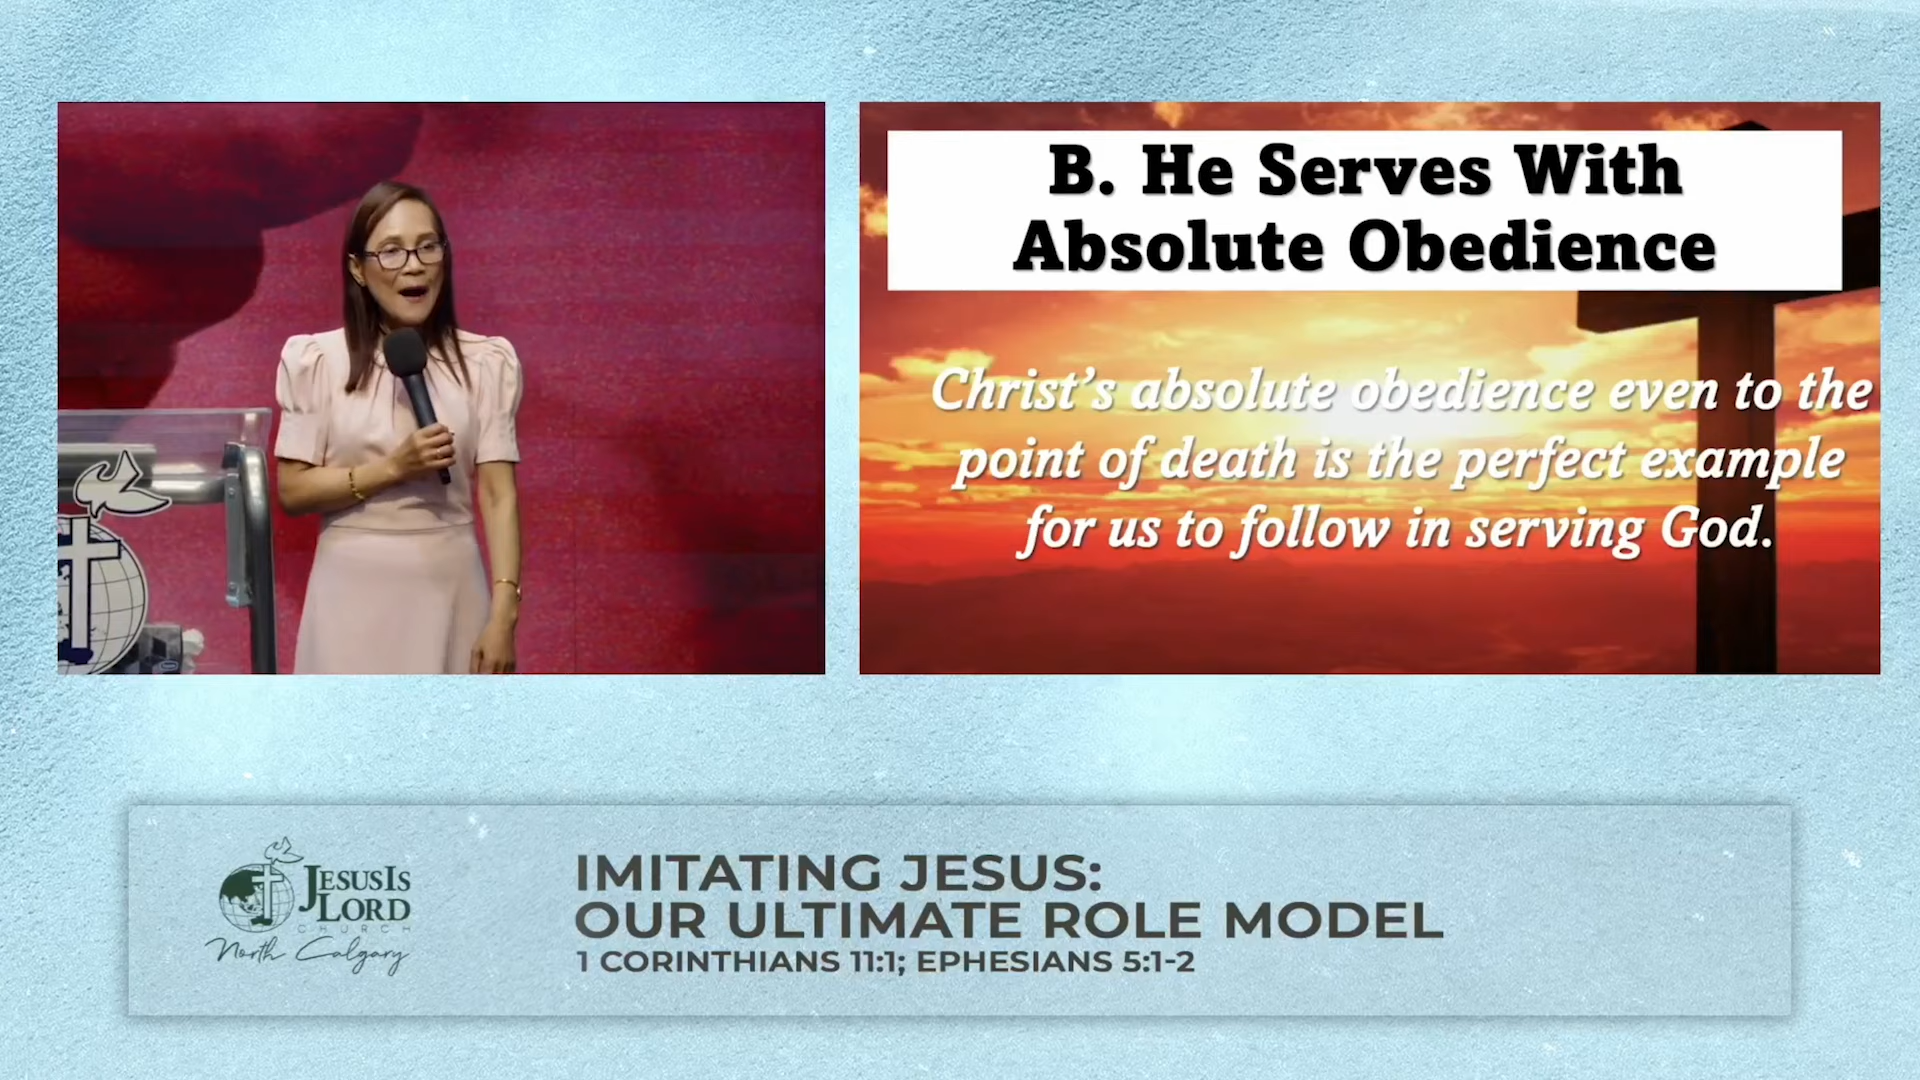 B. He Serves With
Absolute Obedience
Christ's absolute obedience even to the
point of death is the perfect example
for us to follow in serving God.
JESUS IS
LORD
CHURCH
North Calgary
IMITATING JESUS:
OUR ULTIMATE ROLE MODEL
1 CORINTHIANS 11:1; EPHESIANS 5:1-2